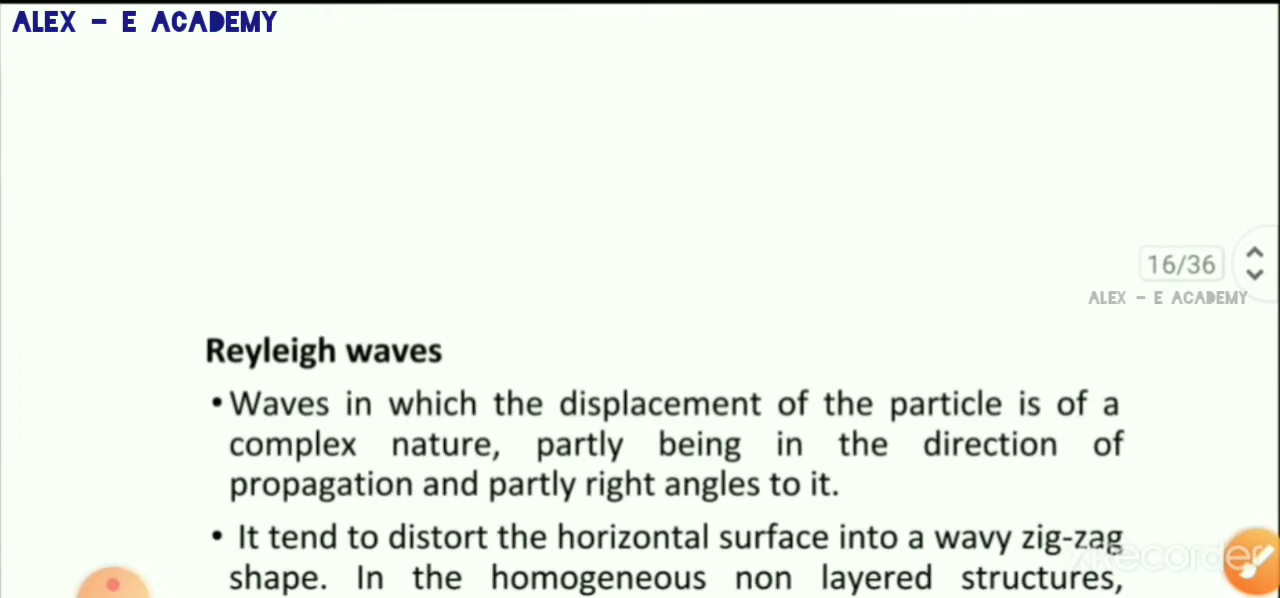 ALEX - E ACADEMY
16/36
ALEX - E ACADEMY
Reyleigh waves
• Waves in which the displacement of the particle is of a
complex nature, partly being in the direction of
propagation and partly right angles to it.
• It tend to distort the horizontal surface into a wavy zig-zag
shape. In the homogeneous non layered structures,